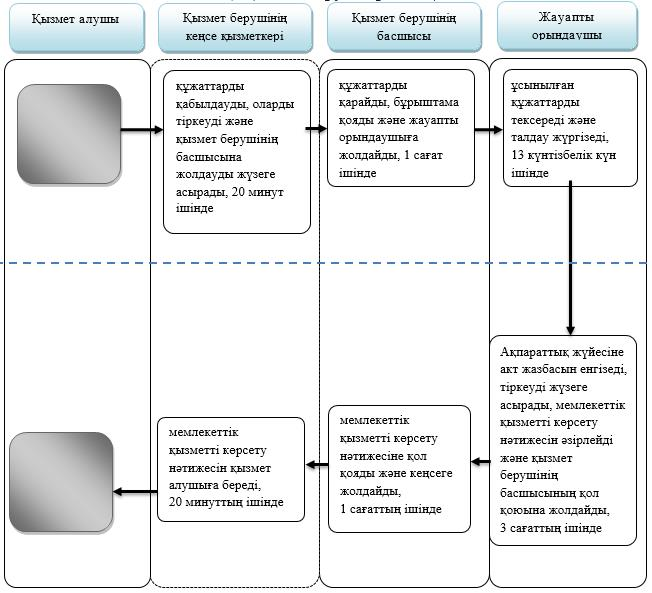 Қызмет алушы
Қызмет берушінің
кеңсе қызметкері
Қызмет берушінің
басшысы
Жауапты
орындаушы
құжаттарды
қабылдауды, оларды
тіркеуді және
қызмет берушінің
басшысына
жолдауды жүзеге
асырады, 20 минут
ішінде
құжаттарды
қарайды, бұрыштама
қояды және жауапты
орындаушыға
жолдайды, 1 сағат
ішінде
ұсынылған
құжаттарды
тексереді және
талдау жүргізеді,
13 күнтізбелік күн
ішінде
Ақпараттық жүйесіне
акт жазбасын енгізеді,
тіркеуді жүзеге
асырады, мемлекеттік
қызметті көрсету
нәтижесін әзірлейді
және қызмет
берушінің
басшысының қол
қоюына жолдайды,
3 сағаттың ішінде
мемлекеттік
қызметті көрсету
нәтижесіне қол
қояды және кеңсеге
жолдайды,
1 сағаттың ішінде
мемлекеттік
қызметті көрсету
нәтижесін қызмет
алушыға береді,
20 минуттың ішінде